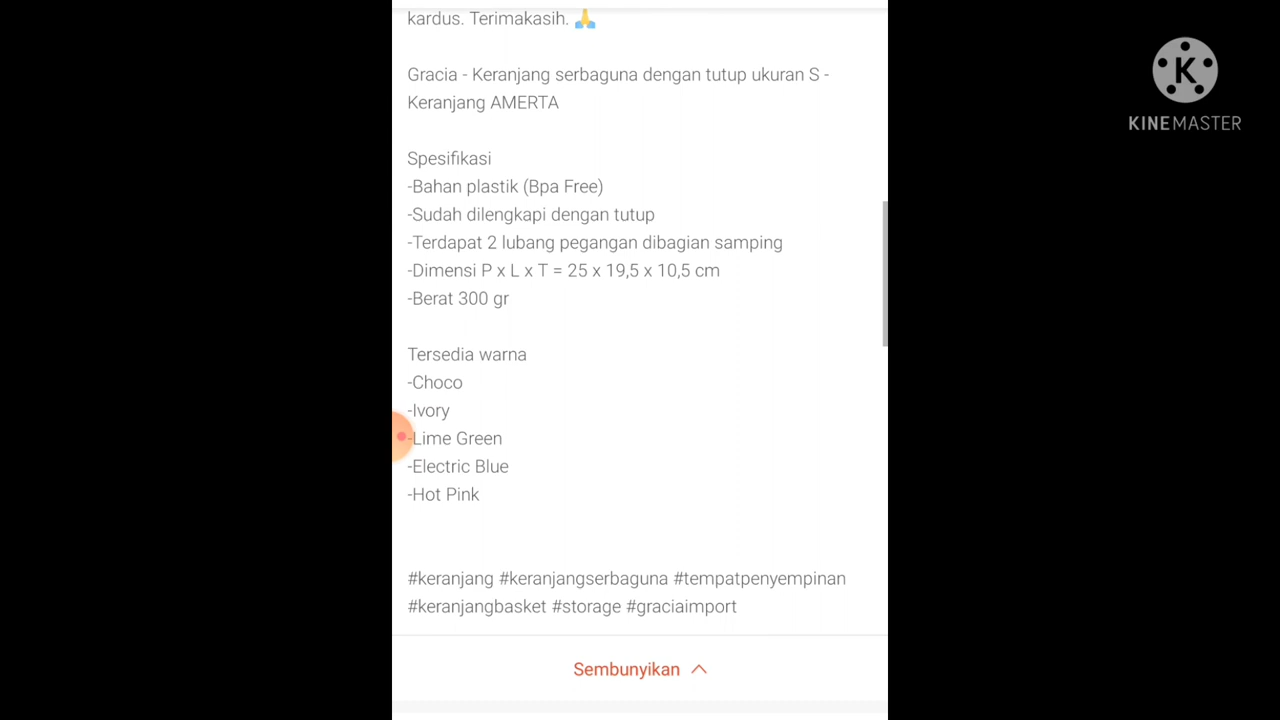 kardus. Terimakasih. 🙏
Gracia - Keranjang serbaguna dengan tutup ukuran S -
Keranjang AMERTA
Spesifikasi
-Bahan plastik (Bpa Free)
-Sudah dilengkapi dengan tutup
-Terdapat 2 lubang pegangan dibagian samping
-Dimensi P x L x T = 25 x 19,5 x 10,5 cm
-Berat 300 gr
Tersedia warna
-Choco
-Ivory
-Lime Green
-Electric Blue
-Hot Pink
#keranjang #keranjangserbaguna #tempatpenyempinan
#keranjangbasket #storage #graciaimport
Sembunyikan
K
KINEMASTER